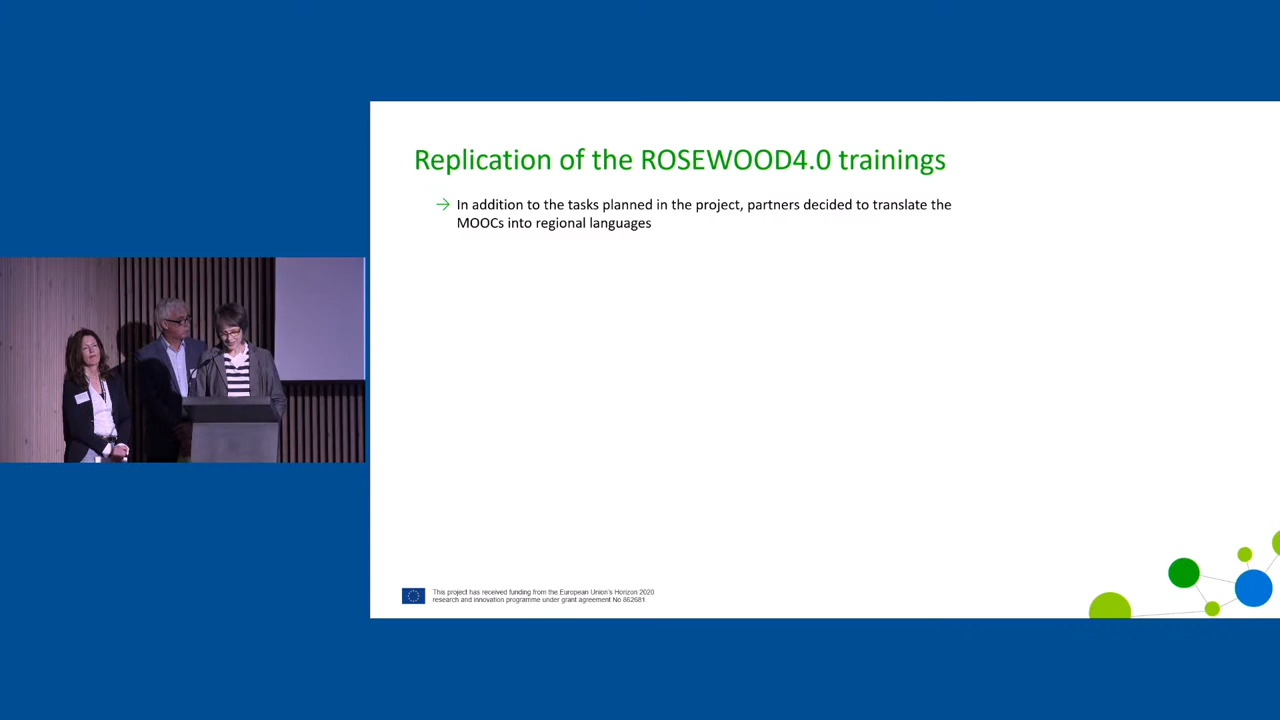 Replication of the ROSEWOOD4.0 trainings
In addition to the tasks planned in the project, partners decided to translate the
MOOCs into regional languages
This project has received funding from the European Union's Horizon 2020
research and innovation programme under grant agreement No 862681.